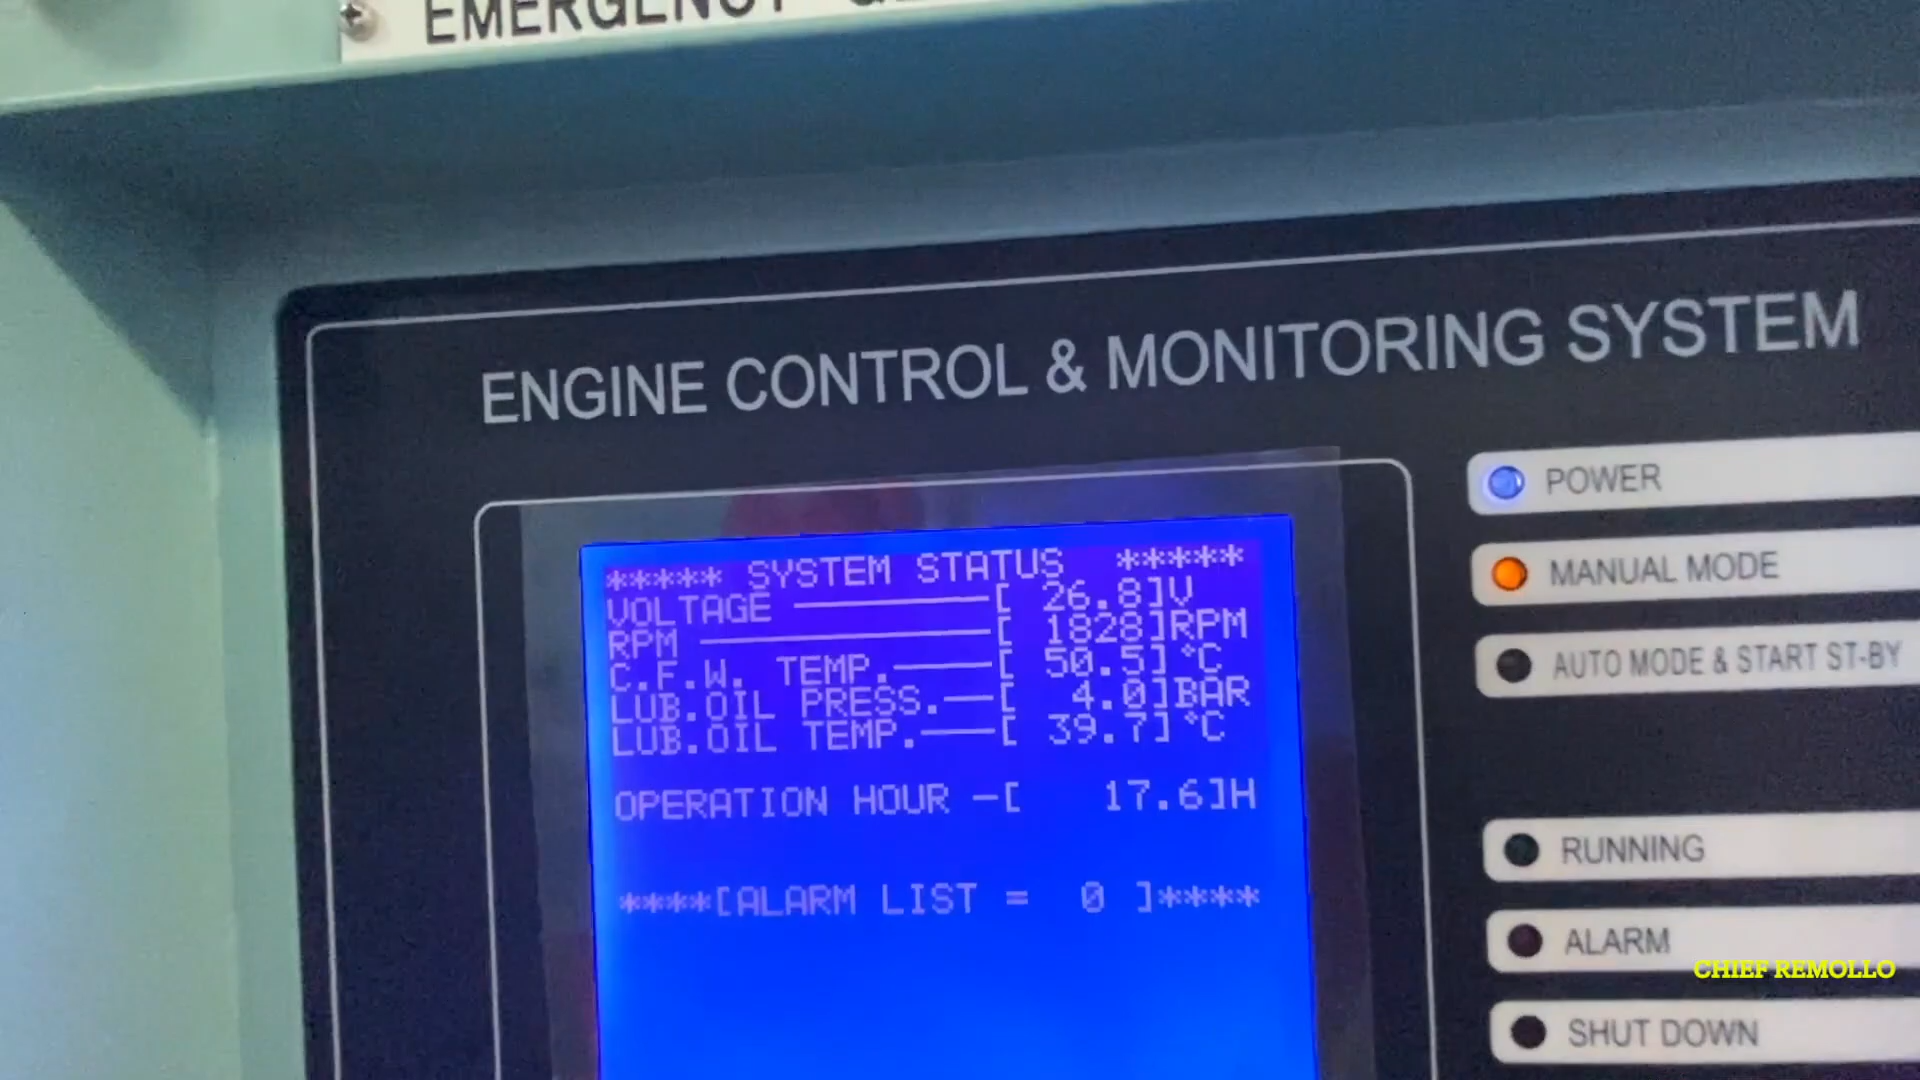 EMERGENCY
ENGINE CONTROL & MONITORING SYSTEM
***** SYSTEM STATUS *****
VOLTAGE ———[ 26.8]V
RPM ———[ 1828]RPM
C.F.W. TEMP.———[ 50.5]°C
LUB.OIL PRESS.—[ 4.0]BAR
LUB.OIL TEMP.——[ 39.7]°C
OPERATION HOUR —[ 17.6]H
****[ALARM LIST = 0 ]****
POWER
MANUAL MODE
AUTO MODE & START ST-BY
RUNNING
ALARM
CHIEF REMOLLO
SHUT DOWN